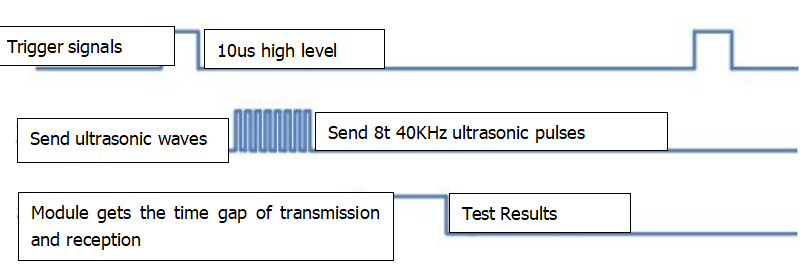 Trigger signals
10us high level
Send ultrasonic waves
Send 8t 40KHz ultrasonic pulses
Module gets the time gap of transmission
and reception
Test Results